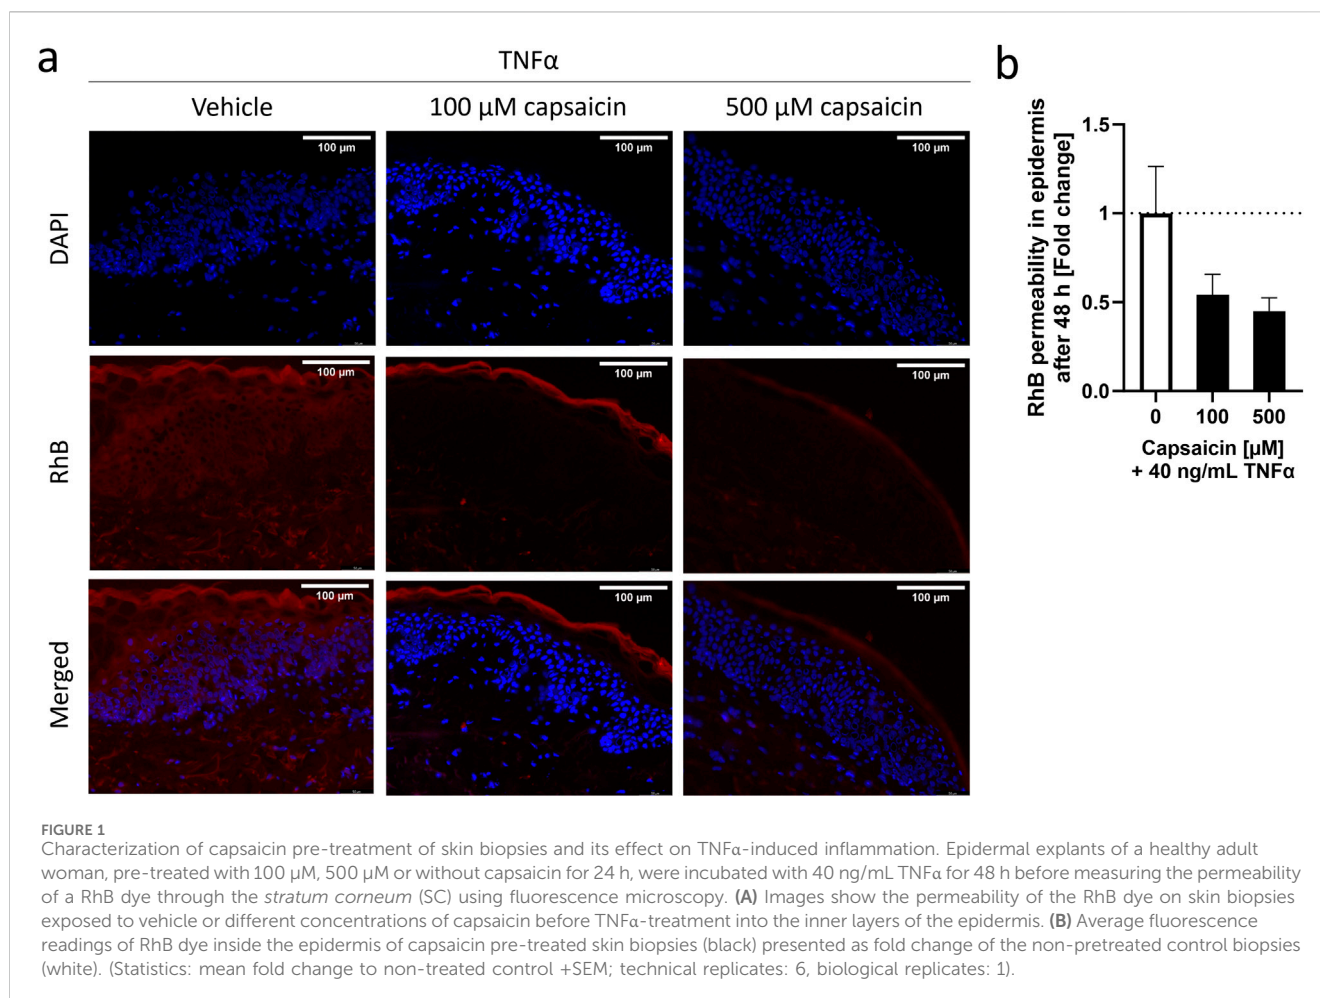 a
TNFα
Vehicle
100 µM capsaicin
500 µM capsaicin
DAPI
100 µm
100 µm
100 µm
RhB
100 µm
100 µm
100 µm
Merged
100 µm
100 µm
100 µm
b
RhB permeability in epidermis
after 48 h [Fold change]
1.5
1
0.5
0.0
0 100 500
Capsaicin [µM]
+ 40 ng/mL TNFα
FIGURE 1
Characterization of capsaicin pre-treatment of skin biopsies and its effect on TNFα-induced inflammation. Epidermal explants of a healthy adult
woman, pre-treated with 100 µM, 500 µM or without capsaicin for 24 h, were incubated with 40 ng/mL TNFα for 48 h before measuring the permeability
of a RhB dye through the stratum corneum (SC) using fluorescence microscopy. (A) Images show the permeability of the RhB dye on skin biopsies
exposed to vehicle or different concentrations of capsaicin before TNFα-treatment into the inner layers of the epidermis. (B) Average fluorescence
readings of RhB dye inside the epidermis of capsaicin pre-treated skin biopsies (black) presented as fold change of the non-pretreated control biopsies
(white). (Statistics: mean fold change to non-treated control +SEM; technical replicates: 6, biological replicates: 1).